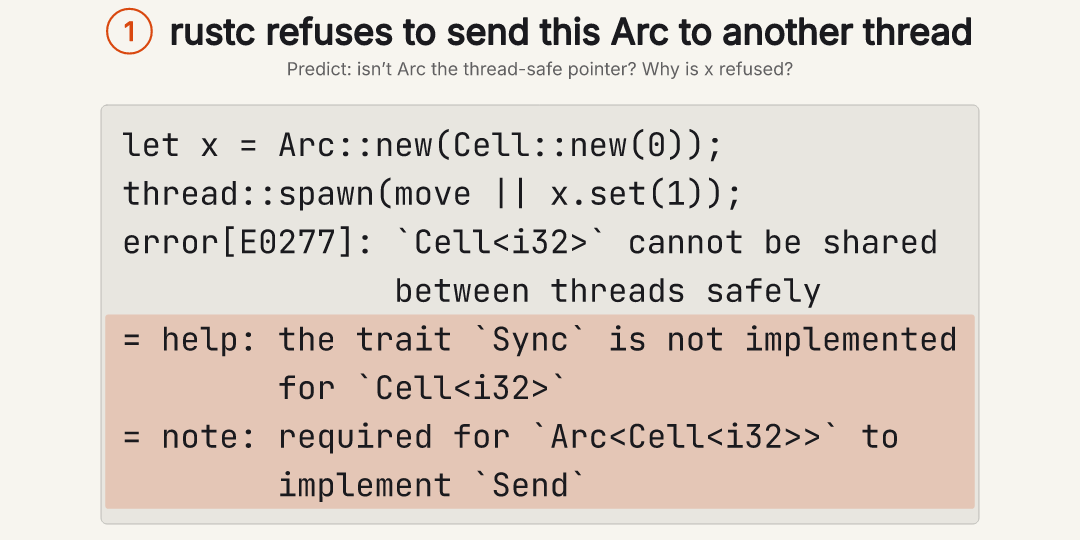 1 rustc refuses to send this Arc to another thread
Predict: isn’t Arc the thread-safe pointer? Why is x refused?
let x = Arc::new(Cell::new(0));
thread::spawn(move || x.set(1));
error[E0277]: `Cell<i32>` cannot be shared
between threads safely
= help: the trait `Sync` is not implemented
for `Cell<i32>`
= note: required for `Arc<Cell<i32>>` to
implement `Send`